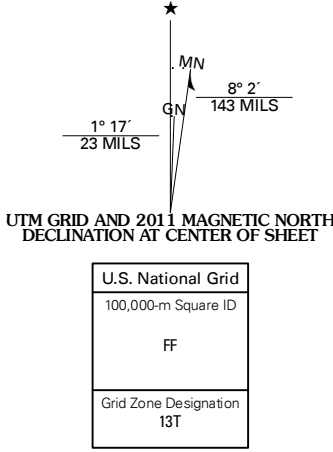 ★
MN
8° 2´
143 MILS
GN
1° 17´
23 MILS
UTM GRID AND 2011 MAGNETIC NORTH
DECLINATION AT CENTER OF SHEET
U.S. National Grid
100,000-m Square ID
FF
Grid Zone Designation
13T